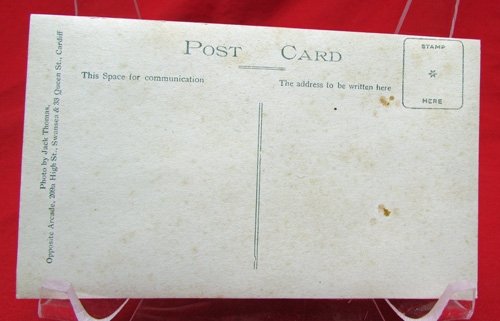 POST CARD
STAMP
HERE
This Space for communication
The address to be written here
Photo by Jack Thomas,
Opposite Arcade, 209a High St., Swansea & 33 Queen St., Cardiff